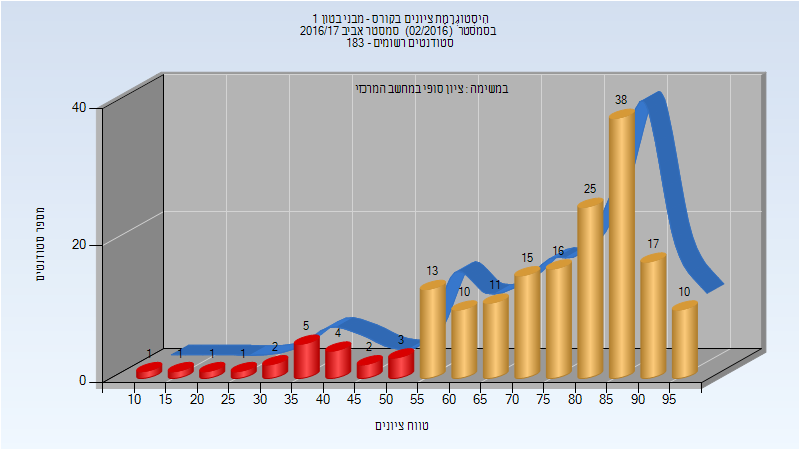 היסטוגרמת ציונים בקורס - מבני בטון 1
בסמסטר (02/2016) סמסטר אביב 2016/17
סטודנטים רשומים - 183
במשימה : ציון סופי במחשב המרכזי
מספר סטודנטים
40
20
0
1 1 1 1 2 5 4 2 3 13 10 11 15 16 25 38 17 10
10 15 20 25 30 35 40 45 50 55 60 65 70 75 80 85 90 95
טווח ציונים